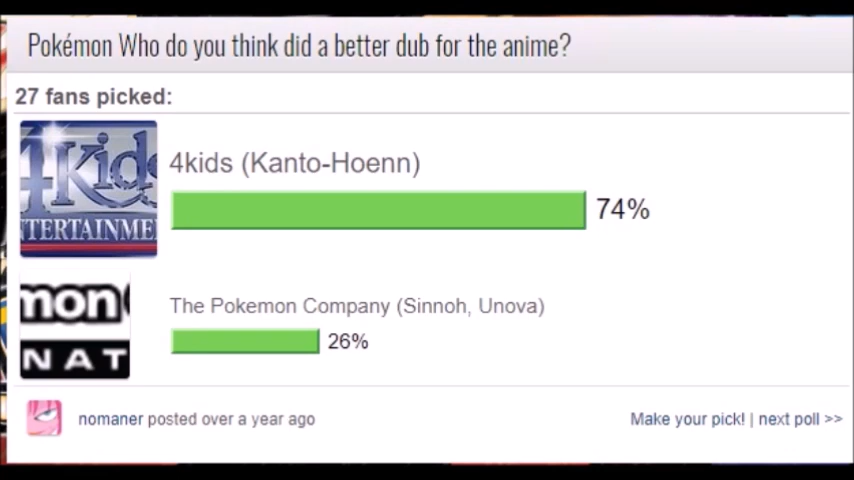 Pokémon Who do you think did a better dub for the anime?
27 fans picked:
4Kids
NTERTAINME
4kids (Kanto-Hoenn)
74%
mon
NAT
The Pokemon Company (Sinnoh, Unova)
26%
nomaner posted over a year ago
Make your pick! | next poll >>